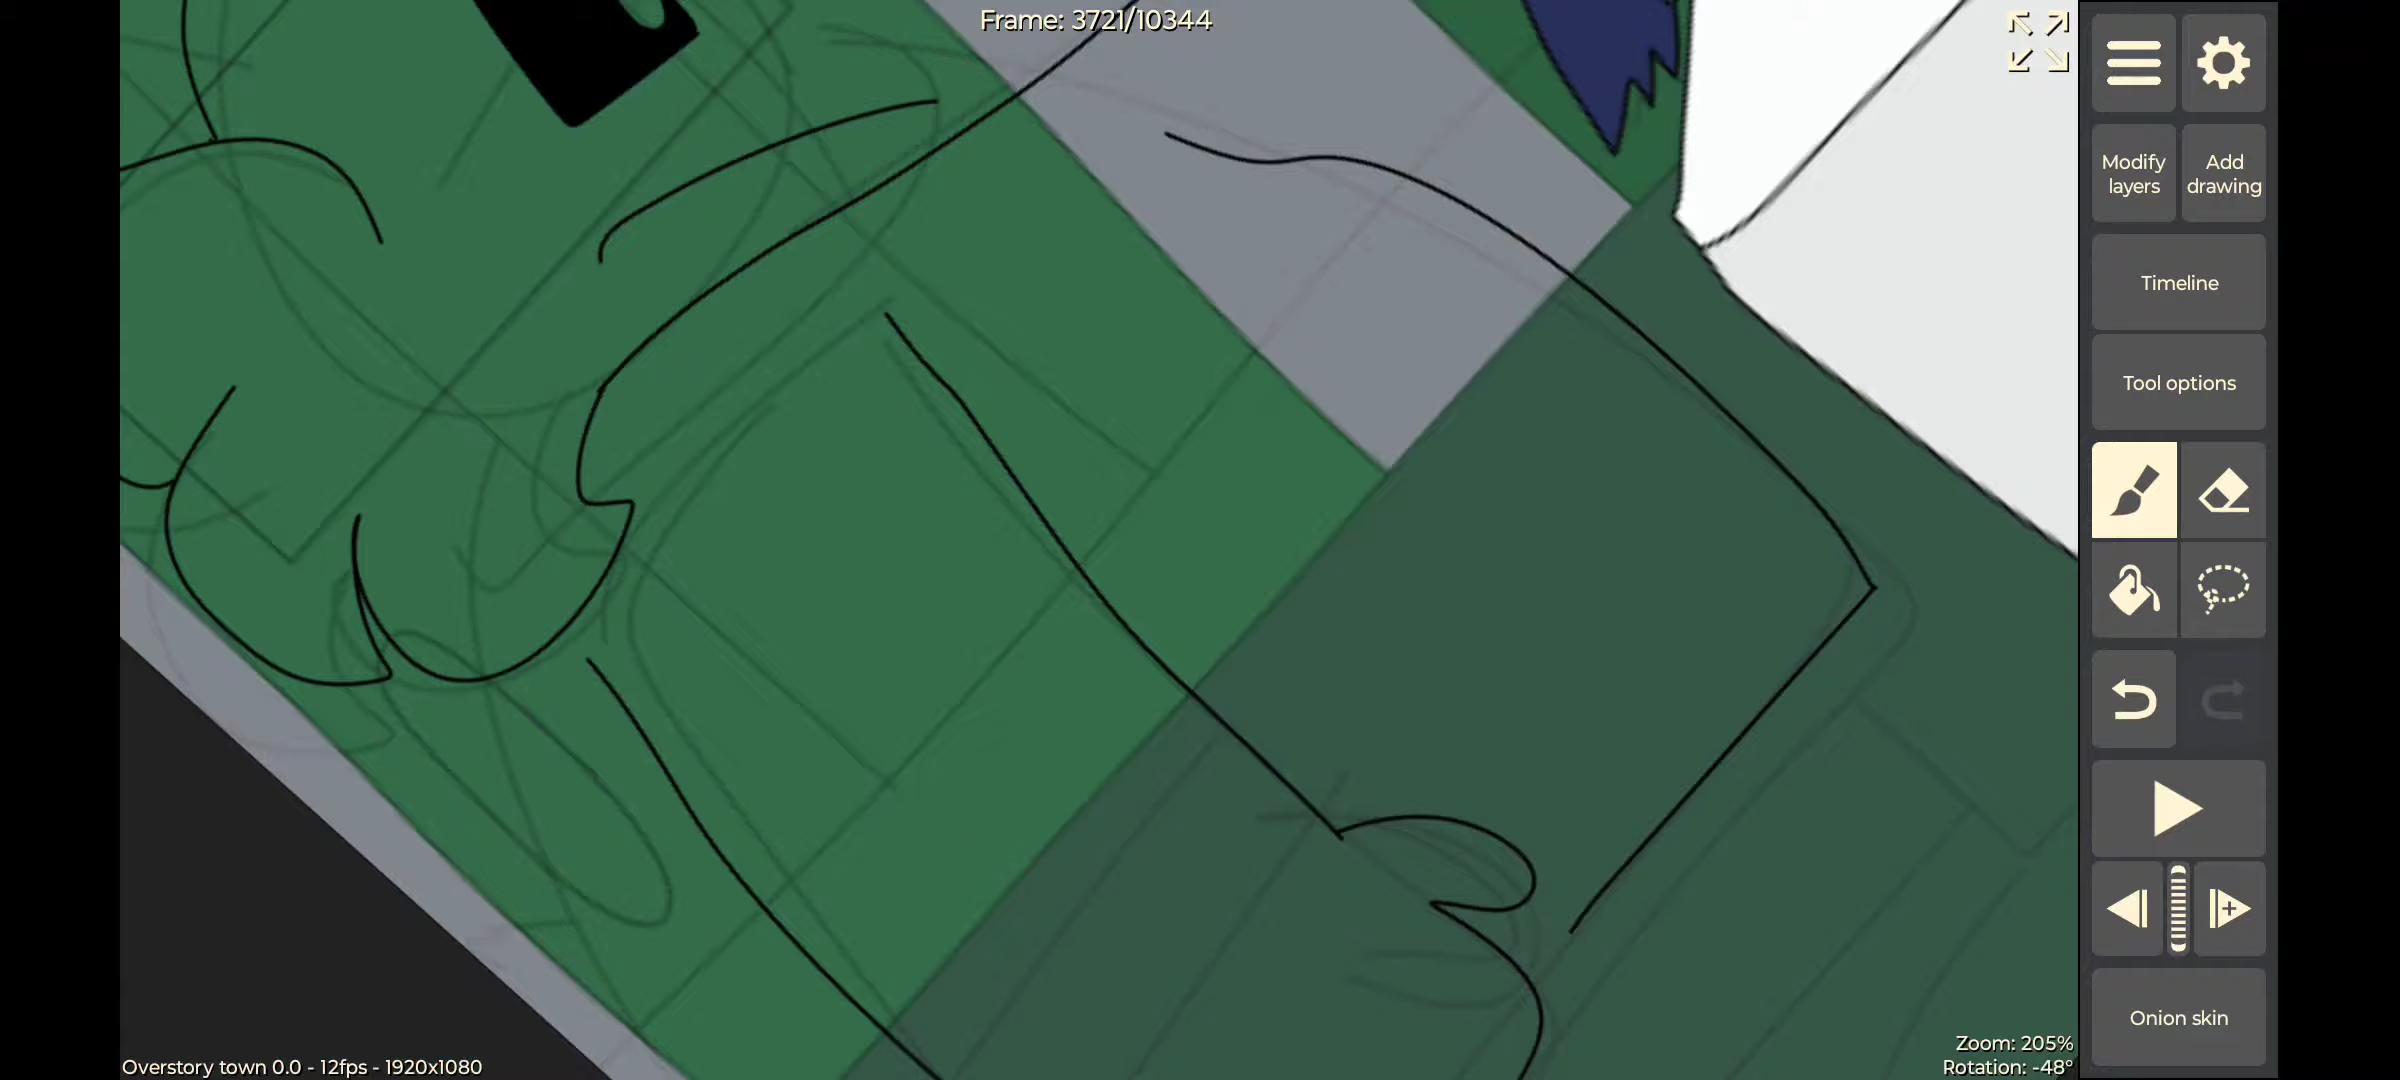 Frame: 3721/10344
Modify
layers
Add
drawing
Timeline
Tool options
Onion skin
Zoom: 205%
Rotation: -48°
Overstory town 0.0 - 12fps - 1920x1080